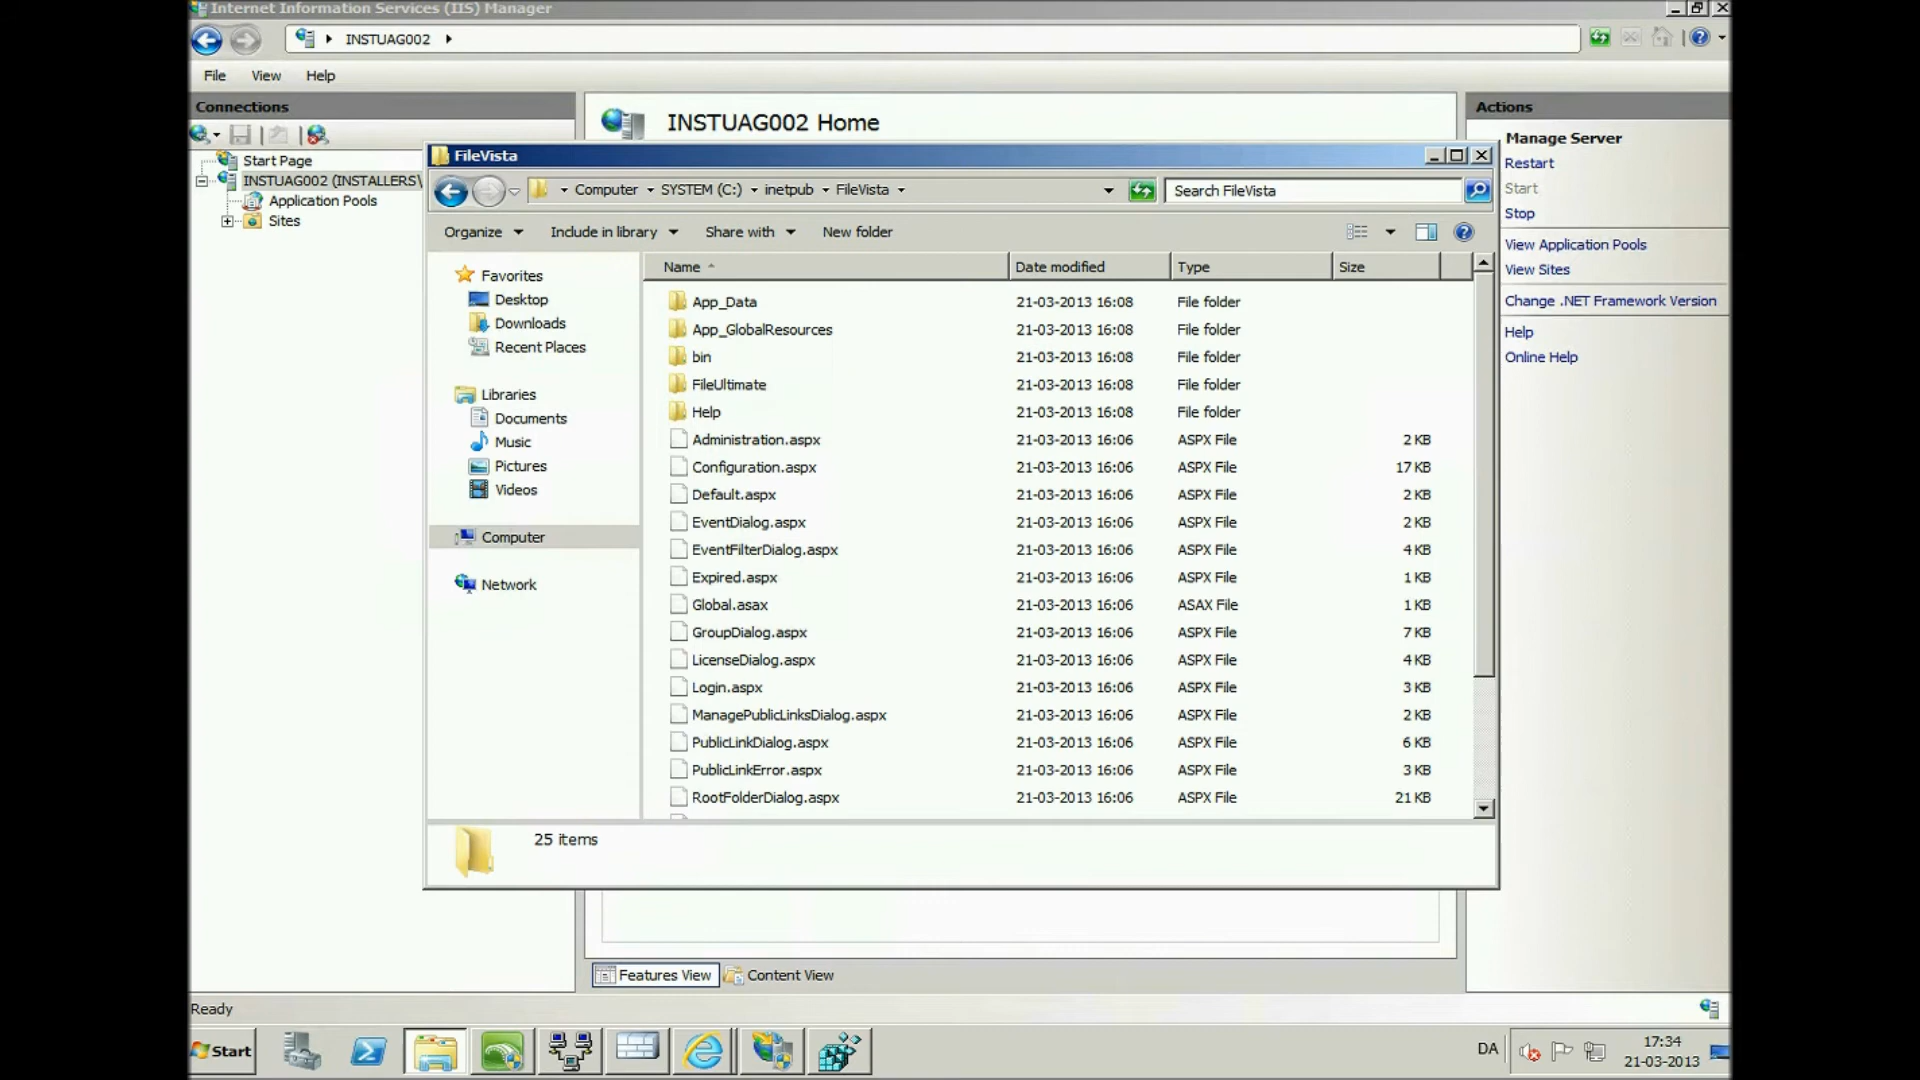 Internet Information Services (IIS) Manager
INSTUAG002
File View Help
Connections
Start Page
INSTUAG002 (INSTALLERS\
Application Pools
Sites
INSTUAG002 Home
Actions
Manage Server
Restart
Start
Stop
View Application Pools
View Sites
Change .NET Framework Version
Help
Online Help
FileVista
Computer SYSTEM (C:) inetpub FileVista
Search FileVista
Organize Include in library Share with New folder
Favorites
Desktop
Downloads
Recent Places
Libraries
Documents
Music
Pictures
Videos
Computer
Network
Name Date modified Type Size
App_Data 21-03-2013 16:08 File folder
App_GlobalResources 21-03-2013 16:08 File folder
bin 21-03-2013 16:08 File folder
FileUltimate 21-03-2013 16:08 File folder
Help 21-03-2013 16:08 File folder
Administration.aspx 21-03-2013 16:06 ASPX File 2 KB
Configuration.aspx 21-03-2013 16:06 ASPX File 17 KB
Default.aspx 21-03-2013 16:06 ASPX File 2 KB
EventDialog.aspx 21-03-2013 16:06 ASPX File 2 KB
EventFilterDialog.aspx 21-03-2013 16:06 ASPX File 4 KB
Expired.aspx 21-03-2013 16:06 ASPX File 1 KB
Global.asax 21-03-2013 16:06 ASAX File 1 KB
GroupDialog.aspx 21-03-2013 16:06 ASPX File 7 KB
LicenseDialog.aspx 21-03-2013 16:06 ASPX File 4 KB
Login.aspx 21-03-2013 16:06 ASPX File 3 KB
ManagePublicLinksDialog.aspx 21-03-2013 16:06 ASPX File 2 KB
PublicLinkDialog.aspx 21-03-2013 16:06 ASPX File 6 KB
PublicLinkError.aspx 21-03-2013 16:06 ASPX File 3 KB
RootFolderDialog.aspx 21-03-2013 16:06 ASPX File 21 KB
25 items
Features View Content View
Ready
Start
DA
17:34
21-03-2013